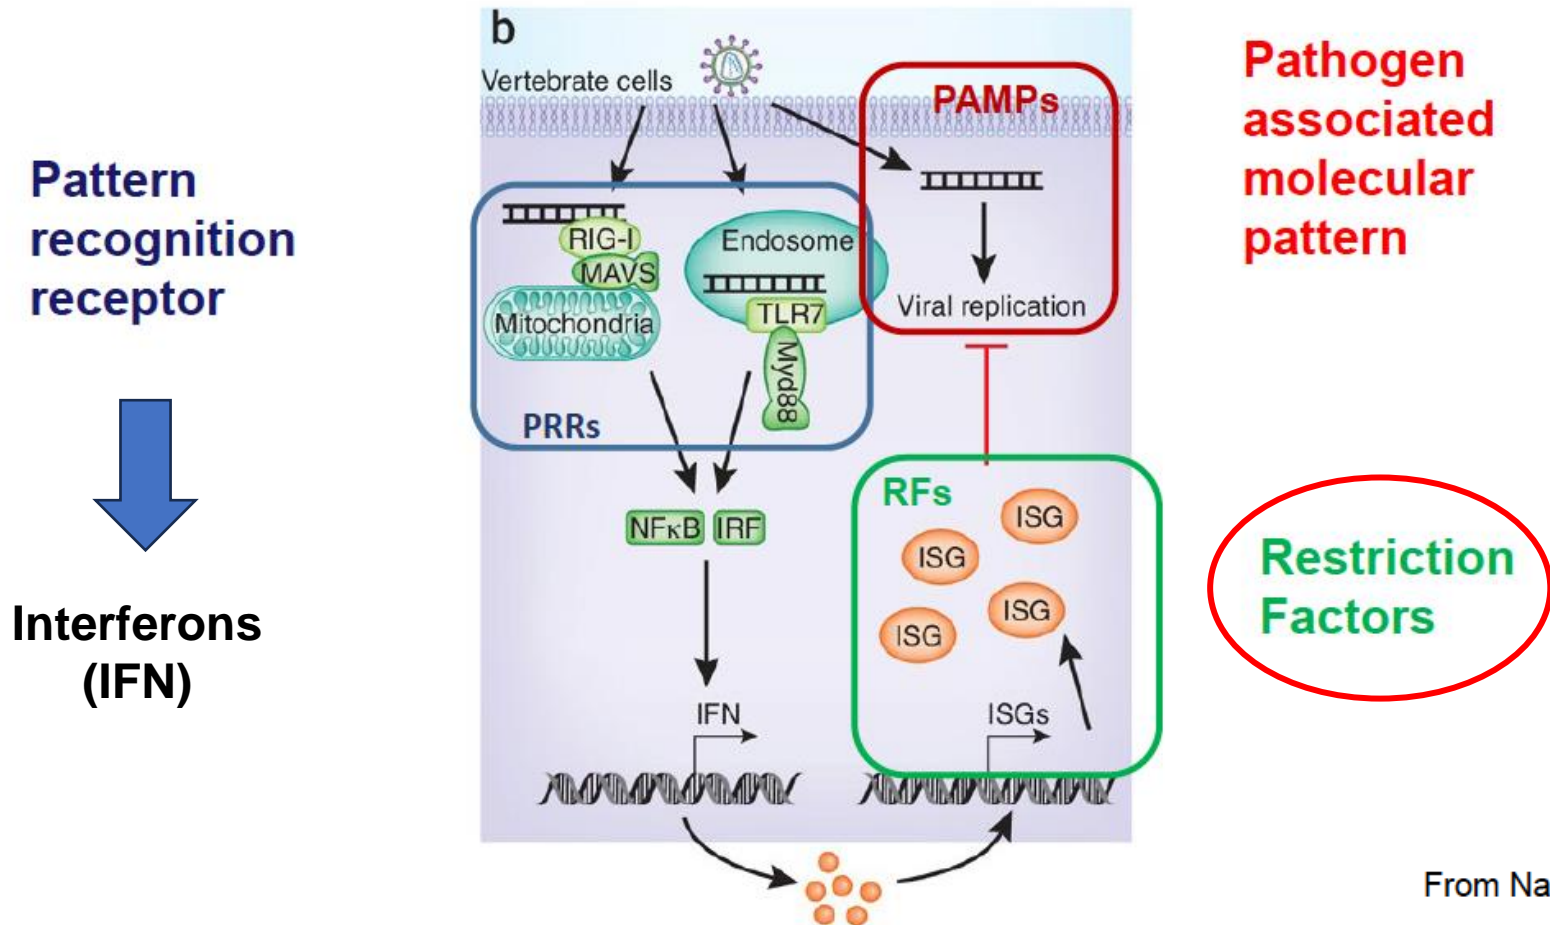 b
Vertebrate cells
PAMPs
Pathogen
associated
molecular
pattern
Pattern
recognition
receptor
RIG-I
MAVS
Mitochondria
Endosome
TLR7
Myd88
PRRs
Viral replication
NFκB
IRF
Interferons
(IFN)
RFs
ISG
ISG
ISG
ISG
Restriction
Factors
IFN
ISGs
From Na